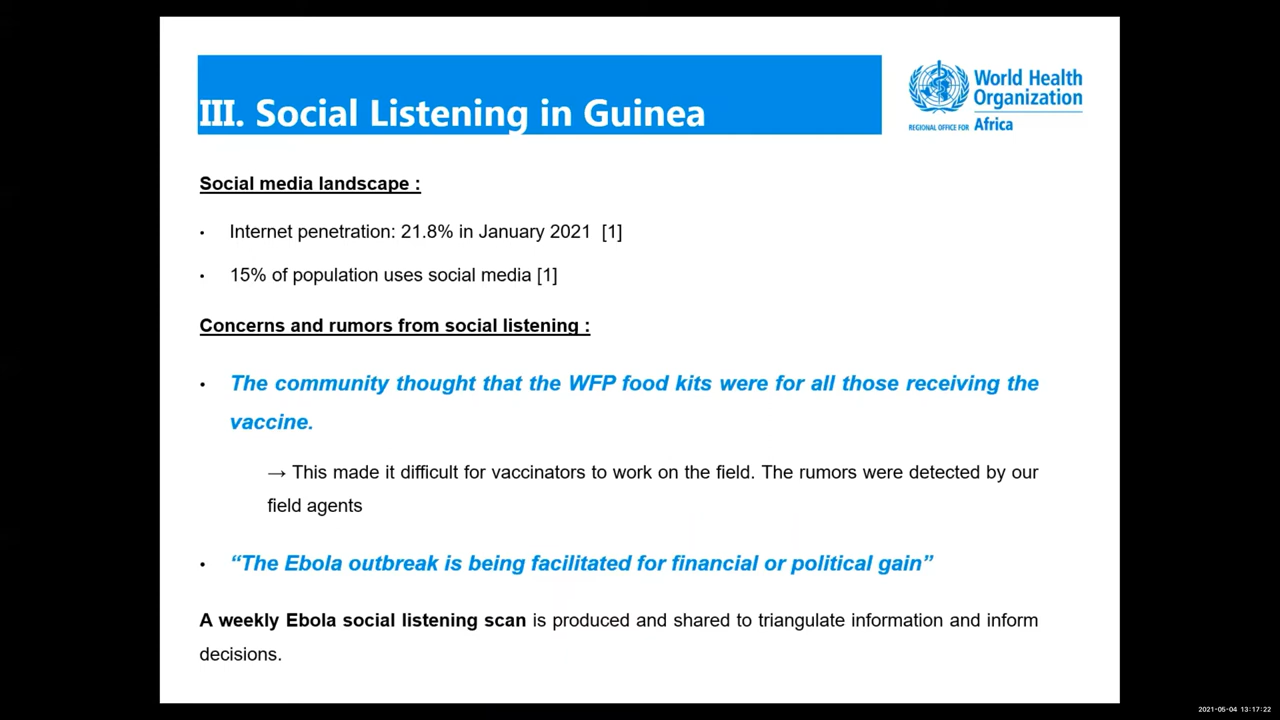 III. Social Listening in Guinea
World Health
Organization
REGIONAL OFFICE FOR Africa
Social media landscape :
• Internet penetration: 21.8% in January 2021 [1]
• 15% of population uses social media [1]
Concerns and rumors from social listening :
• The community thought that the WFP food kits were for all those receiving the
vaccine.
→ This made it difficult for vaccinators to work on the field. The rumors were detected by our
field agents
• “The Ebola outbreak is being facilitated for financial or political gain”
A weekly Ebola social listening scan is produced and shared to triangulate information and inform
decisions.
2021-05-04 13:17:22